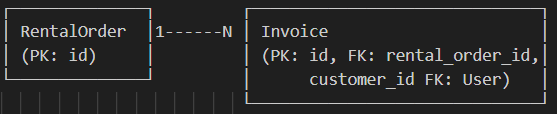 RentalOrder 1------N Invoice
(PK: id) (PK: id, FK: rental_order_id,
customer_id FK: User)